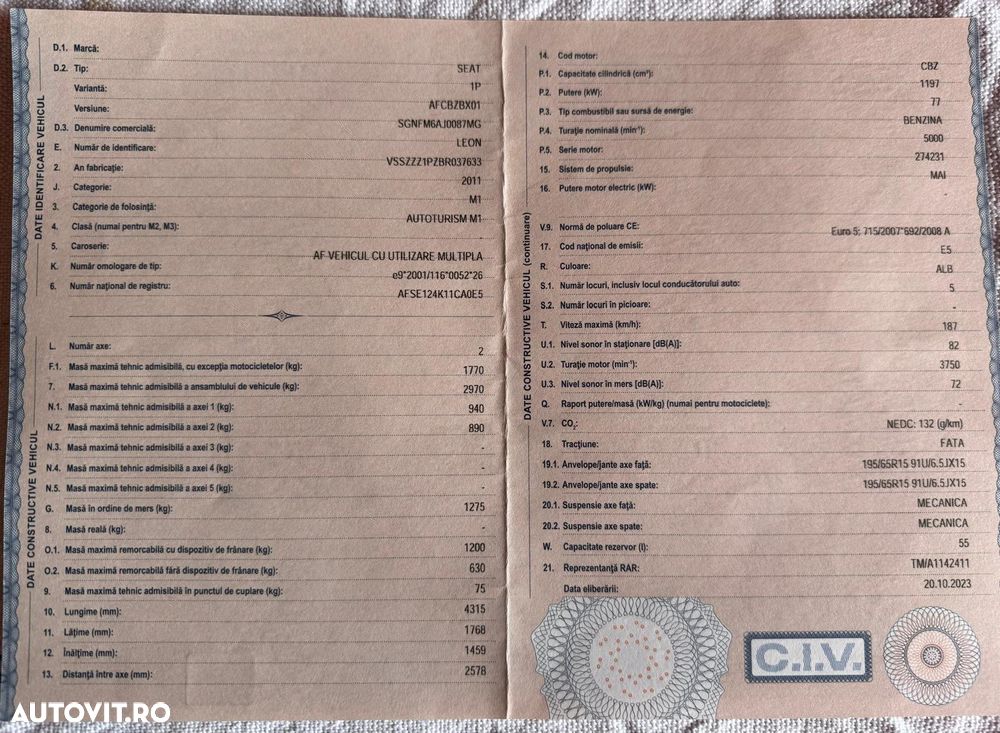 DATE IDENTIFICARE VEHICUL
D.1. Marcă: SEAT
D.2. Tip: 1P
Variantă: AFCBZBX01
Versiune: SGNFM6AJ0087MG
D.3. Denumire comercială: LEON
E. Număr de identificare: VSSZZZ1PZBR037633
2. An fabricație: 2011
J. Categorie: M1
3. Categorie de folosință: AUTOTURISM M1
4. Clasă (numai pentru M2, M3):
5. Caroserie: AF VEHICUL CU UTILIZARE MULTIPLA
K. Număr omologare de tip: e9*2001/116*0052*26
6. Număr național de registru: AFSE124K11CA0E5
DATE CONSTRUCTIVE VEHICUL
L. Număr axe: 2
F.1. Masă maximă tehnic admisibilă, cu excepția motocicletelor (kg): 1770
7. Masă maximă tehnic admisibilă a ansamblului de vehicule (kg): 2970
N.1. Masă maximă tehnic admisibilă a axei 1 (kg): 940
N.2. Masă maximă tehnic admisibilă a axei 2 (kg): 890
N.3. Masă maximă tehnic admisibilă a axei 3 (kg): -
N.4. Masă maximă tehnic admisibilă a axei 4 (kg): -
N.5. Masă maximă tehnic admisibilă a axei 5 (kg): -
G. Masă în ordine de mers (kg): 1275
8. Masă reală (kg): -
O.1. Masă maximă remorcabilă cu dispozitiv de frânare (kg): 1200
O.2. Masă maximă remorcabilă fără dispozitiv de frânare (kg): 630
9. Masă maximă tehnic admisibilă în punctul de cuplare (kg): 75
10. Lungime (mm): 4315
11. Lățime (mm): 1768
12. Înălțime (mm): 1459
13. Distanță între axe (mm): 2578
DATE CONSTRUCTIVE VEHICUL (continuare)
14. Cod motor: CBZ
P.1. Capacitate cilindrică (cm³): 1197
P.2. Putere (kW): 77
P.3. Tip combustibil sau sursă de energie: BENZINA
P.4. Turație nominală (min⁻¹): 5000
P.5. Serie motor: 274231
15. Sistem de propulsie: MAI
16. Putere motor electric (kW): -
V.9. Normă de poluare CE: Euro 5; 715/2007*692/2008 A
17. Cod național de emisii: E5
R. Culoare: ALB
S.1. Număr locuri, inclusiv locul conducătorului auto: 5
S.2. Număr locuri în picioare: -
T. Viteză maximă (km/h): 187
U.1. Nivel sonor în staționare [dB(A)]: 82
U.2. Turație motor (min⁻¹): 3750
U.3. Nivel sonor în mers [dB(A)]: 72
Q. Raport putere/masă (kW/kg) (numai pentru motociclete): -
V.7. CO₂: NEDC: 132 (g/km)
18. Tracțiune: FATA
19.1. Anvelope/jante axe față: 195/65R15 91U/6.5JX15
19.2. Anvelope/jante axe spate: 195/65R15 91U/6.5JX15
20.1. Suspensie axe față: MECANICA
20.2. Suspensie axe spate: MECANICA
W. Capacitate rezervor (l): 55
21. Reprezentanță RAR: TM/A1142411
Data eliberării: 20.10.2023
C.I.V.
AUTOVIT.RO